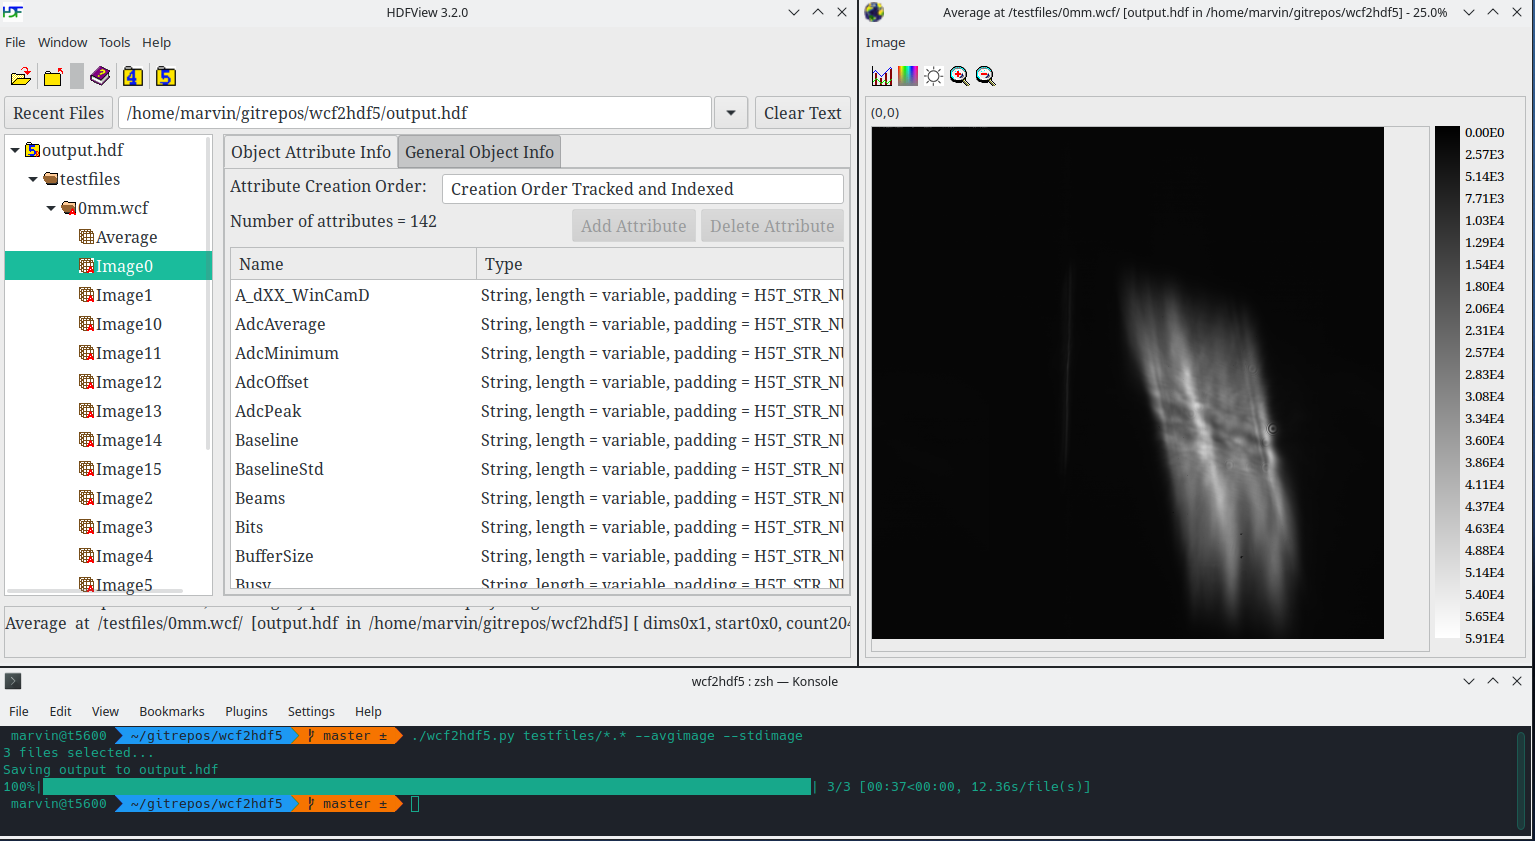 HDFView 3.2.0
File Window Tools Help
Recent Files /home/marvin/gitrepos/wcf2hdf5/output.hdf Clear Text
output.hdf
testfiles
0mm.wcf
Average
Image0
Image1
Image10
Image11
Image12
Image13
Image14
Image15
Image2
Image3
Image4
Image5
Object Attribute Info General Object Info
Attribute Creation Order: Creation Order Tracked and Indexed
Number of attributes = 142 Add Attribute Delete Attribute
Name Type
A_dXX_WinCamD String, length = variable, padding = H5T_STR_NU
AdcAverage String, length = variable, padding = H5T_STR_NU
AdcMinimum String, length = variable, padding = H5T_STR_NU
AdcOffset String, length = variable, padding = H5T_STR_NU
AdcPeak String, length = variable, padding = H5T_STR_NU
Baseline String, length = variable, padding = H5T_STR_NU
BaselineStd String, length = variable, padding = H5T_STR_NU
Beams String, length = variable, padding = H5T_STR_NU
Bits String, length = variable, padding = H5T_STR_NU
BufferSize String, length = variable, padding = H5T_STR_NU
Busy String, length = variable, padding = H5T_STR_NU
Average at /testfiles/0mm.wcf/ [output.hdf in /home/marvin/gitrepos/wcf2hdf5] [ dims0x1, start0x0, count204
Average at /testfiles/0mm.wcf/ [output.hdf in /home/marvin/gitrepos/wcf2hdf5] - 25.0%
Image
(0,0)
0.00E0
2.57E3
5.14E3
7.71E3
1.03E4
1.29E4
1.54E4
1.80E4
2.06E4
2.31E4
2.57E4
2.83E4
3.08E4
3.34E4
3.60E4
3.86E4
4.11E4
4.37E4
4.63E4
4.88E4
5.14E4
5.40E4
5.65E4
5.91E4
wcf2hdf5 : zsh — Konsole
File Edit View Bookmarks Plugins Settings Help
marvin@t5600 ~/gitrepos/wcf2hdf5 master ± ./wcf2hdf5.py testfiles/*.* --avgimage --stdimage
3 files selected...
Saving output to output.hdf
100%| | 3/3 [00:37<00:00, 12.36s/file(s)]
marvin@t5600 ~/gitrepos/wcf2hdf5 master ±